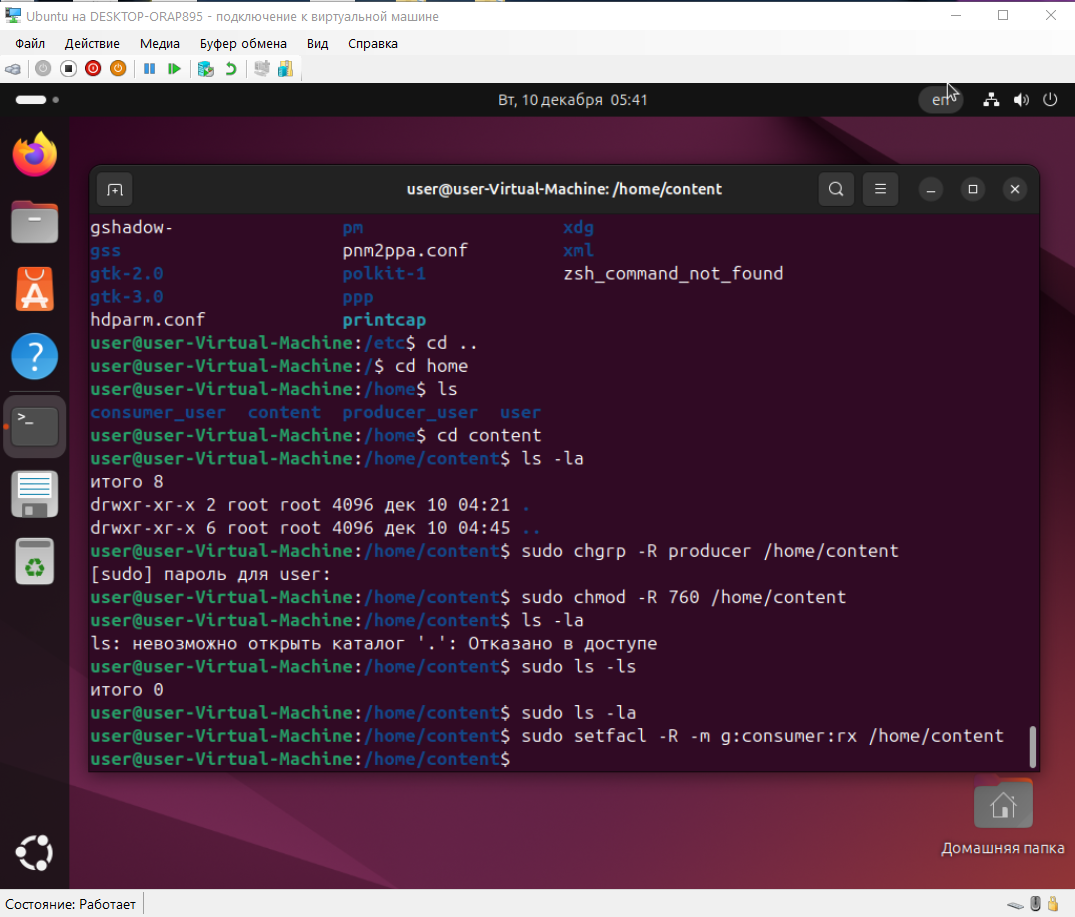 Ubuntu на DESKTOP-ORAP895 - подключение к виртуальной машине
Файл Действие Медиа Буфер обмена Вид Справка
Вт, 10 декабря 05:41
en
user@user-Virtual-Machine: /home/content
gshadow- pm xdg
gss pnm2ppa.conf xml
gtk-2.0 polkit-1 zsh_command_not_found
gtk-3.0 ppp
hdparm.conf printcap
user@user-Virtual-Machine:/etc$ cd ..
user@user-Virtual-Machine:/$ cd home
user@user-Virtual-Machine:/home$ ls
consumer_user content producer_user user
user@user-Virtual-Machine:/home$ cd content
user@user-Virtual-Machine:/home/content$ ls -la
итого 8
drwxr-xr-x 2 root root 4096 дек 10 04:21 .
drwxr-xr-x 6 root root 4096 дек 10 04:45 ..
user@user-Virtual-Machine:/home/content$ sudo chgrp -R producer /home/content
[sudo] пароль для user:
user@user-Virtual-Machine:/home/content$ sudo chmod -R 760 /home/content
user@user-Virtual-Machine:/home/content$ ls -la
ls: невозможно открыть каталог '.': Отказано в доступе
user@user-Virtual-Machine:/home/content$ sudo ls -ls
итого 0
user@user-Virtual-Machine:/home/content$ sudo ls -la
user@user-Virtual-Machine:/home/content$ sudo setfacl -R -m g:consumer:rx /home/content
user@user-Virtual-Machine:/home/content$
Домашняя папка
Состояние: Работает